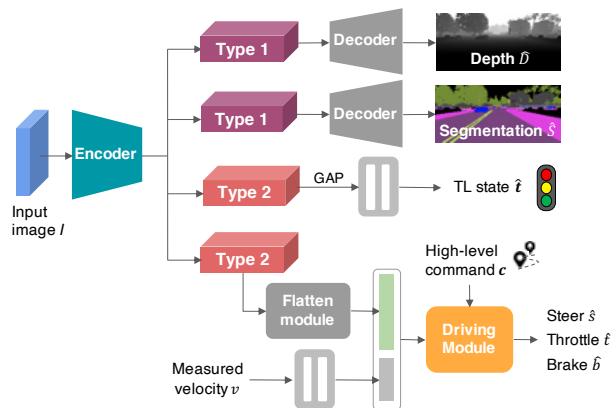 Type 1
Decoder
Depth D̂
Type 1
Decoder
Segmentation Ŝ
Encoder
Input
image I
Type 2
GAP
TL state t̂
Type 2
High-level
command c
Flatten
module
Driving
Module
Steer ŝ
Throttle t̂
Brake b̂
Measured
velocity v